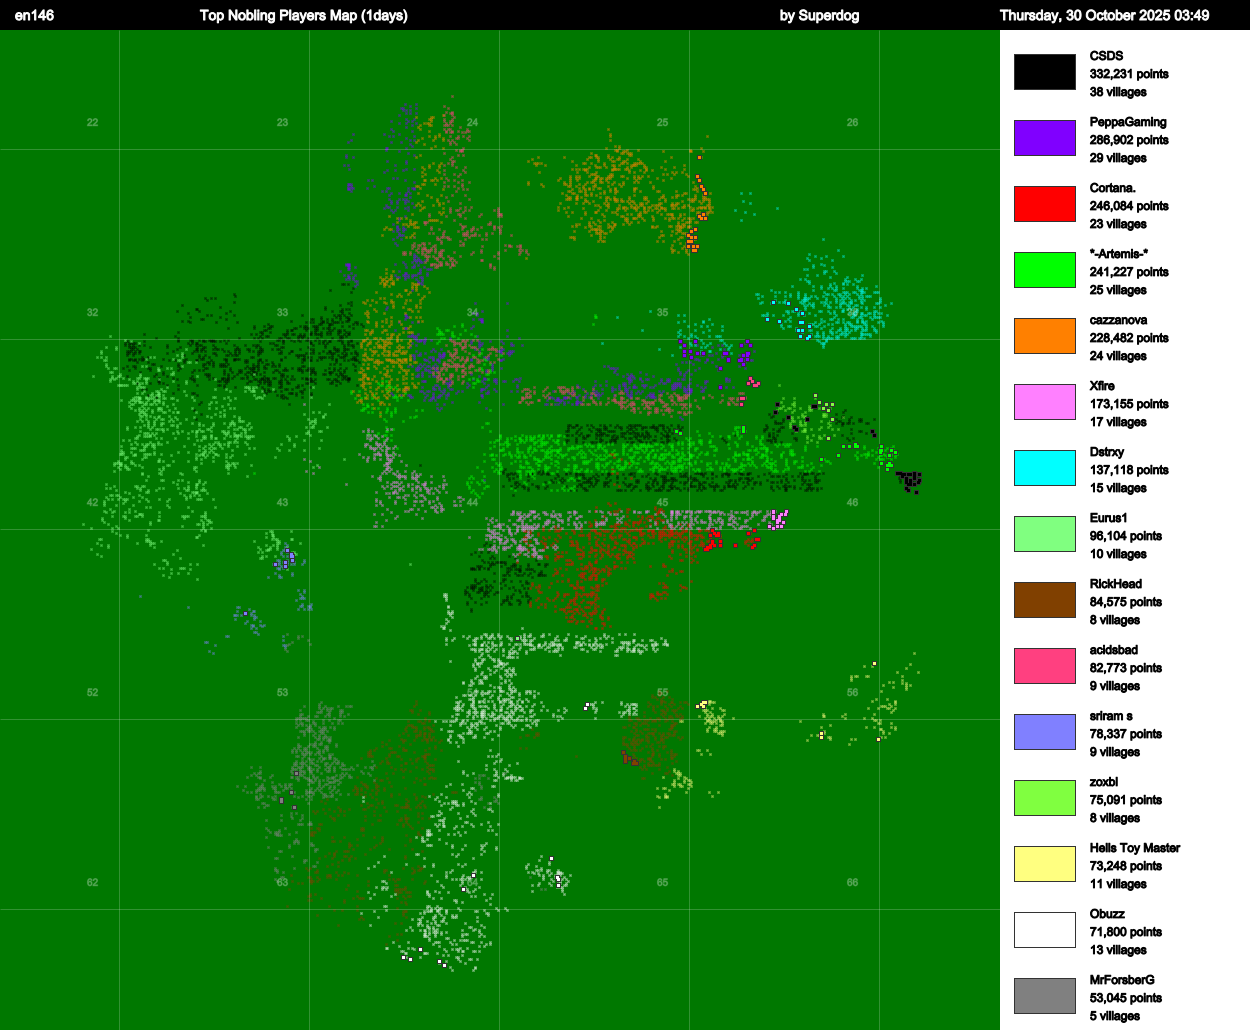 en146 Top Nobling Players Map (1days) by Superdog Thursday, 30 October 2025 03:49
CSDS
332,231 points
38 villages
PeppaGaming
286,902 points
29 villages
Cortana.
246,084 points
23 villages
*-Artemis-*
241,227 points
25 villages
cazzanova
228,482 points
24 villages
Xfire
173,155 points
17 villages
Dstrxy
137,118 points
15 villages
Eurus1
96,104 points
10 villages
RickHead
84,575 points
8 villages
acidsbad
82,773 points
9 villages
sriram s
78,337 points
9 villages
zoxbl
75,091 points
8 villages
Hells Toy Master
73,248 points
11 villages
Obuzz
71,800 points
13 villages
MrForsberG
53,045 points
5 villages
22 23 24 25 26
32 33 34 35
42 43 44 45 46
52 53 55 56
62 63 64 65 66